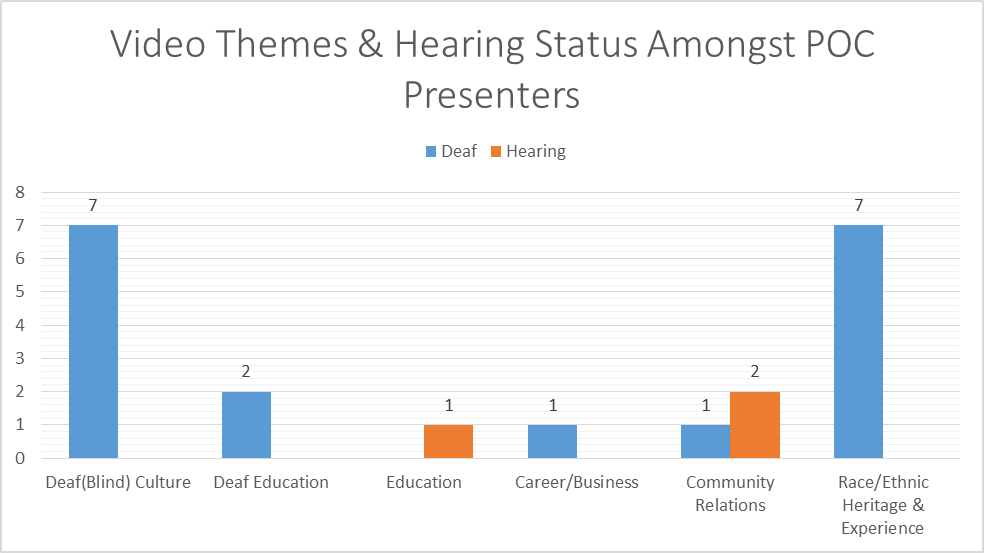 Video Themes & Hearing Status Amongst POC
Presenters
Deaf Hearing
8
7
6
5
4
3
2
1
0
7
2
1
1
1
2
7
Deaf(Blind) Culture
Deaf Education
Education
Career/Business
Community
Relations
Race/Ethnic
Heritage &
Experience